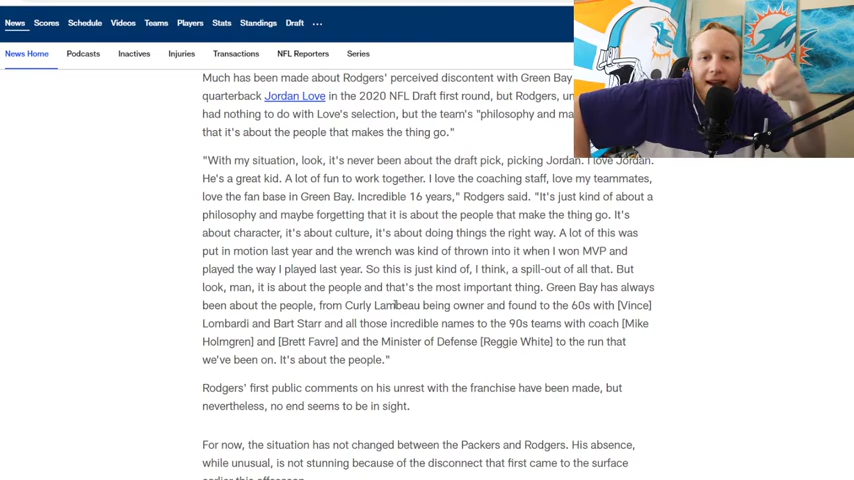 News Scores Schedule Videos Teams Players Stats Standings Draft ...
News Home Podcasts Inactives Injuries Transactions NFL Reporters Series
Much has been made about Rodgers' perceived discontent with Green Bay
quarterback Jordan Love in the 2020 NFL Draft first round, but Rodgers,
had nothing to do with Love's selection, but the team's "philosophy and
that it's about the people that makes the thing go."
"With my situation, look, it's never been about the draft pick, picking Jordan. I love Jordan.
He's a great kid. A lot of fun to work together. I love the coaching staff, love my teammates,
love the fan base in Green Bay. Incredible 16 years," Rodgers said. "It's just kind of about a
philosophy and maybe forgetting that it is about the people that make the thing go. It's
about character, it's about culture, it's about doing things the right way. A lot of this was
put in motion last year and the wrench was kind of thrown into it when I won MVP and
played the way I played last year. So this is just kind of, I think, a spill-out of all that. But
look, man, it is about the people and that's the most important thing. Green Bay has always
been about the people, from Curly Lambeau being owner and found to the 60s with [Vince]
Lombardi and Bart Starr and all those incredible names to the 90s teams with coach [Mike
Holmgren] and [Brett Favre] and the Minister of Defense [Reggie White] to the run that
we've been on. It's about the people."
Rodgers' first public comments on his unrest with the franchise have been made, but
nevertheless, no end seems to be in sight.
For now, the situation has not changed between the Packers and Rodgers. His absence,
while unusual, is not stunning because of the disconnect that first came to the surface
earlier this offseason